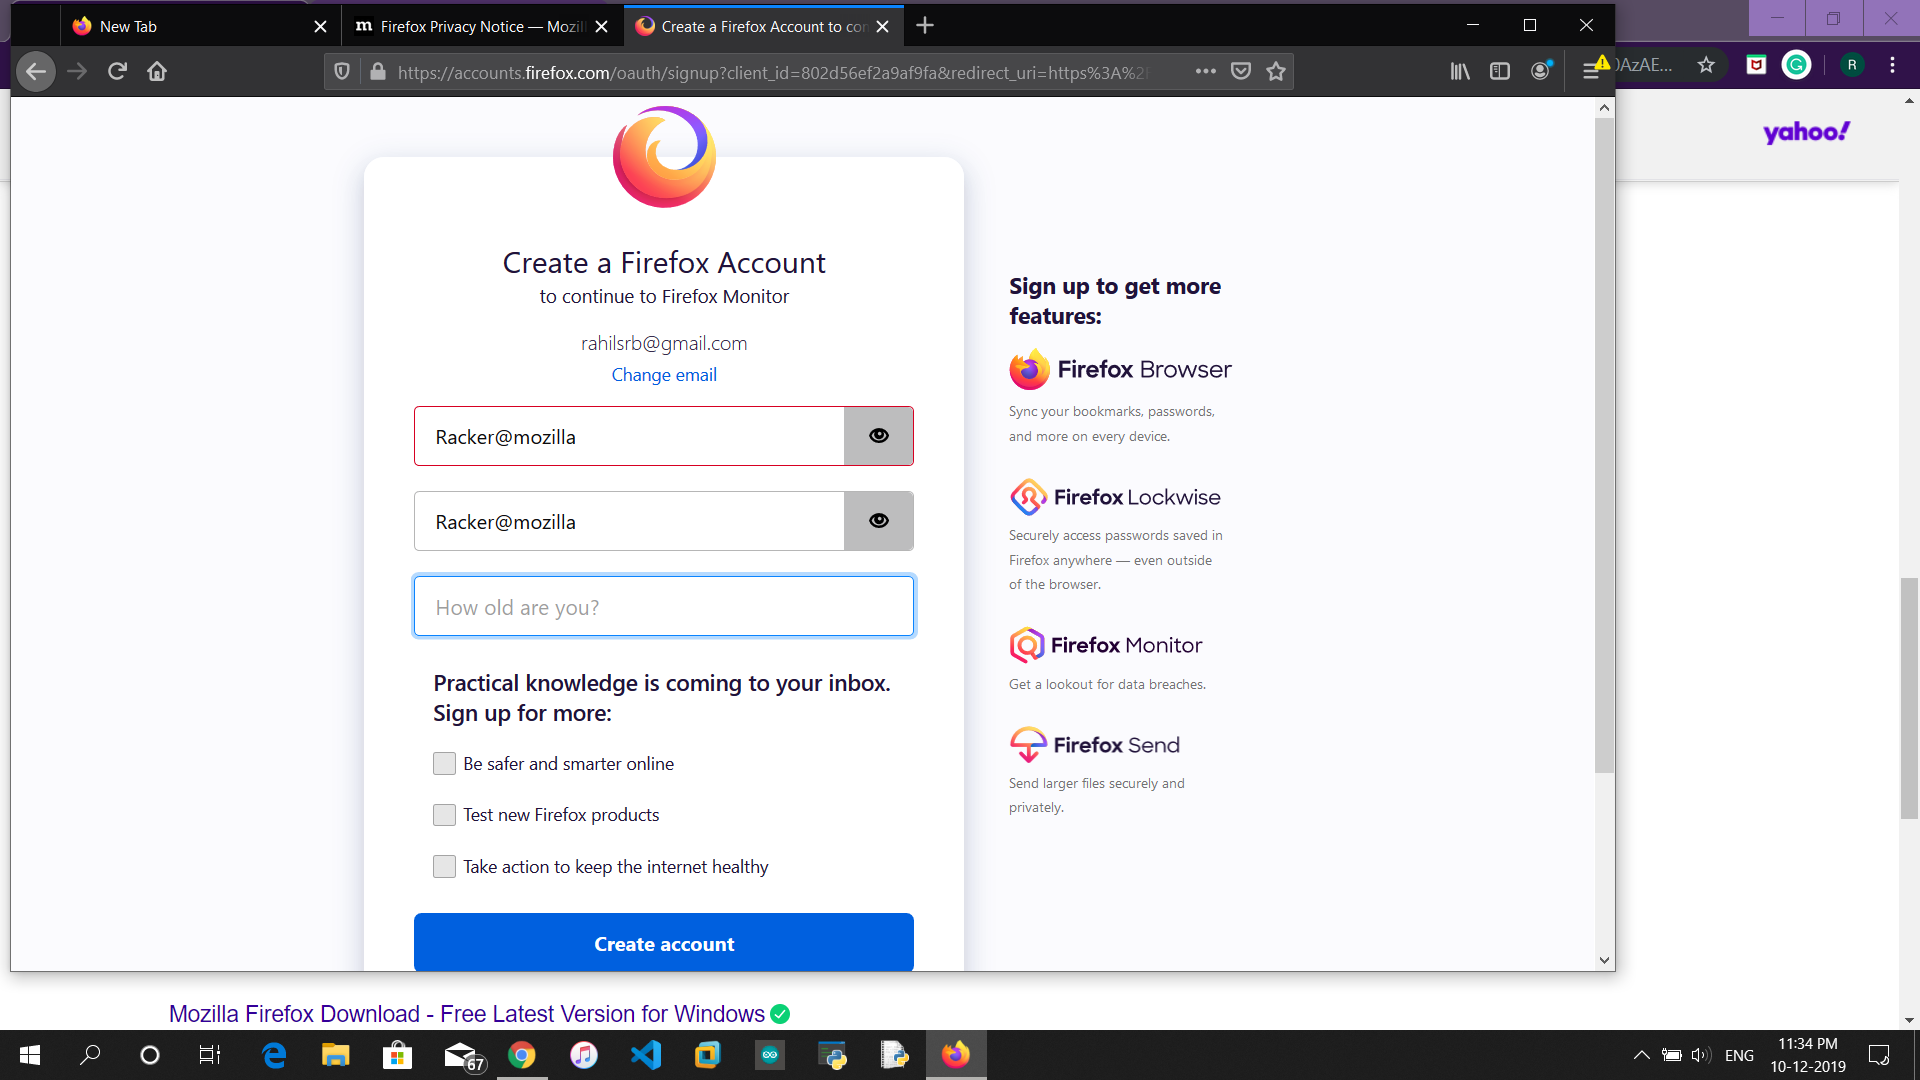 New Tab
Firefox Privacy Notice — Mozil
Create a Firefox Account to con
https://accounts.firefox.com/oauth/signup?client_id=802d56ef2a9af9fa&redirect_uri=https%3A%2F
AzAE...
R
yahoo!
Create a Firefox Account
to continue to Firefox Monitor
rahilsrb@gmail.com
Change email
Racker@mozilla
Racker@mozilla
How old are you?
Practical knowledge is coming to your inbox.
Sign up for more:
Be safer and smarter online
Test new Firefox products
Take action to keep the internet healthy
Create account
Sign up to get more
features:
Firefox Browser
Sync your bookmarks, passwords,
and more on every device.
Firefox Lockwise
Securely access passwords saved in
Firefox anywhere — even outside
of the browser.
Firefox Monitor
Get a lookout for data breaches.
Firefox Send
Send larger files securely and
privately.
Mozilla Firefox Download - Free Latest Version for Windows
67
ENG
11:34 PM
10-12-2019